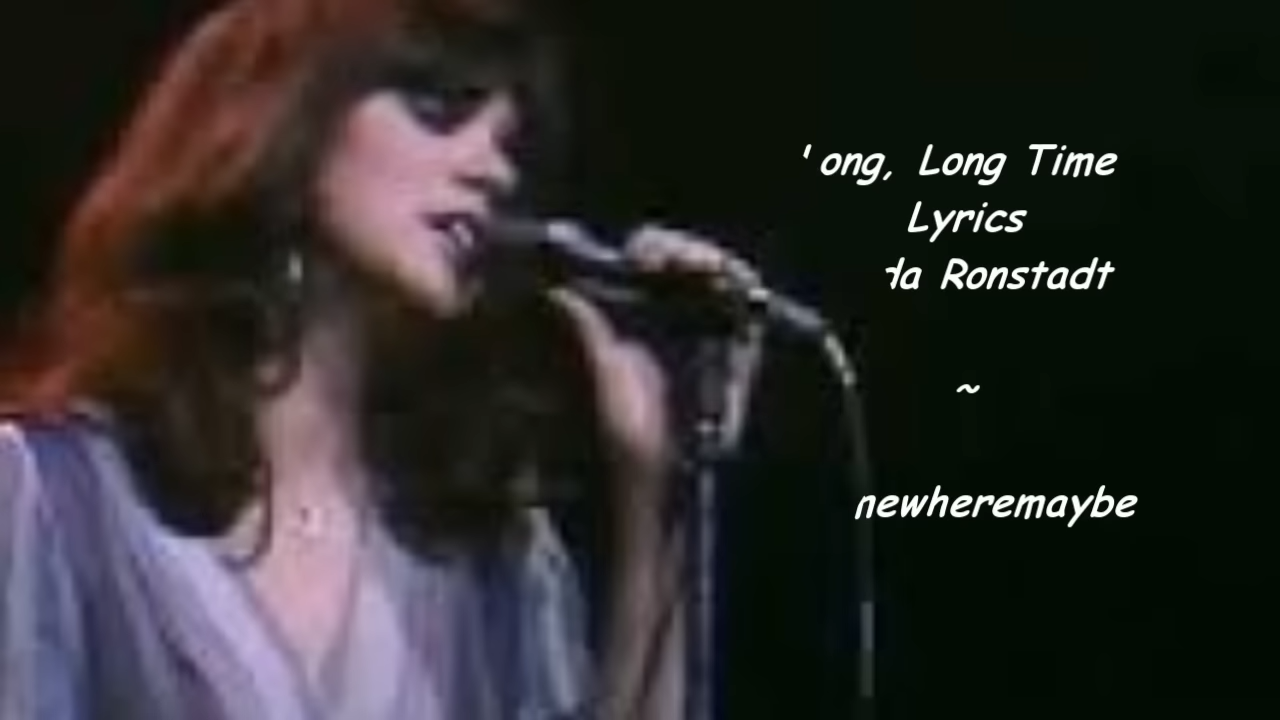 ong, Long Time
Lyrics
da Ronstadt
~
newheremaybe